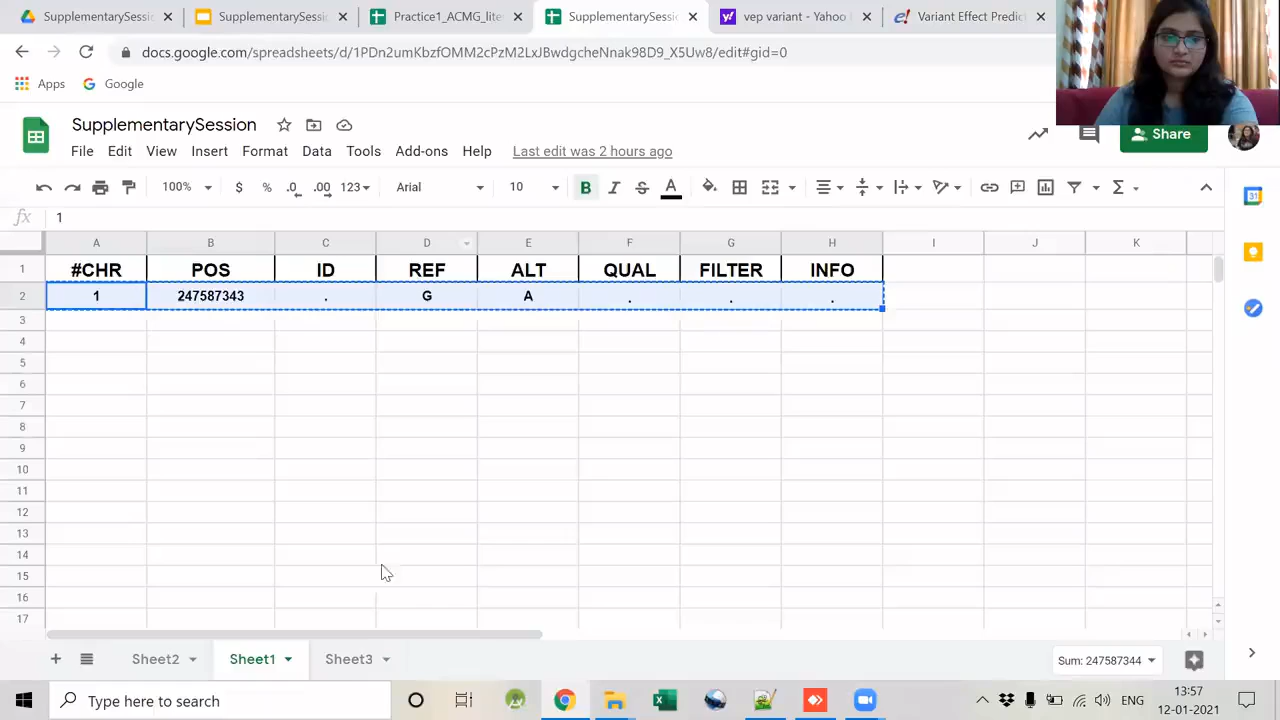 SupplementarySessi
SupplementarySessi
Practice1_ACMG_lite
SupplementarySessi
vep variant - Yahoo
Variant Effect Predic
docs.google.com/spreadsheets/d/1PDn2umKbzfOMM2cPzM2LxJBwdgcheNnak98D9_X5Uw8/edit#gid=0
Apps
Google
SupplementarySession
File Edit View Insert Format Data Tools Add-ons Help Last edit was 2 hours ago
Share
100% $ % .0 .00 123 Arial 10 B I S A
fx 1
A B C D E F G H I J K
1 #CHR POS ID REF ALT QUAL FILTER INFO
2 1 247587343 . G A . . .
3
4
5
6
7
8
9
10
11
12
13
14
15
16
17
Sheet2 Sheet1 Sheet3 Sum: 247587344
Type here to search
ENG
13:57
12-01-2021
31